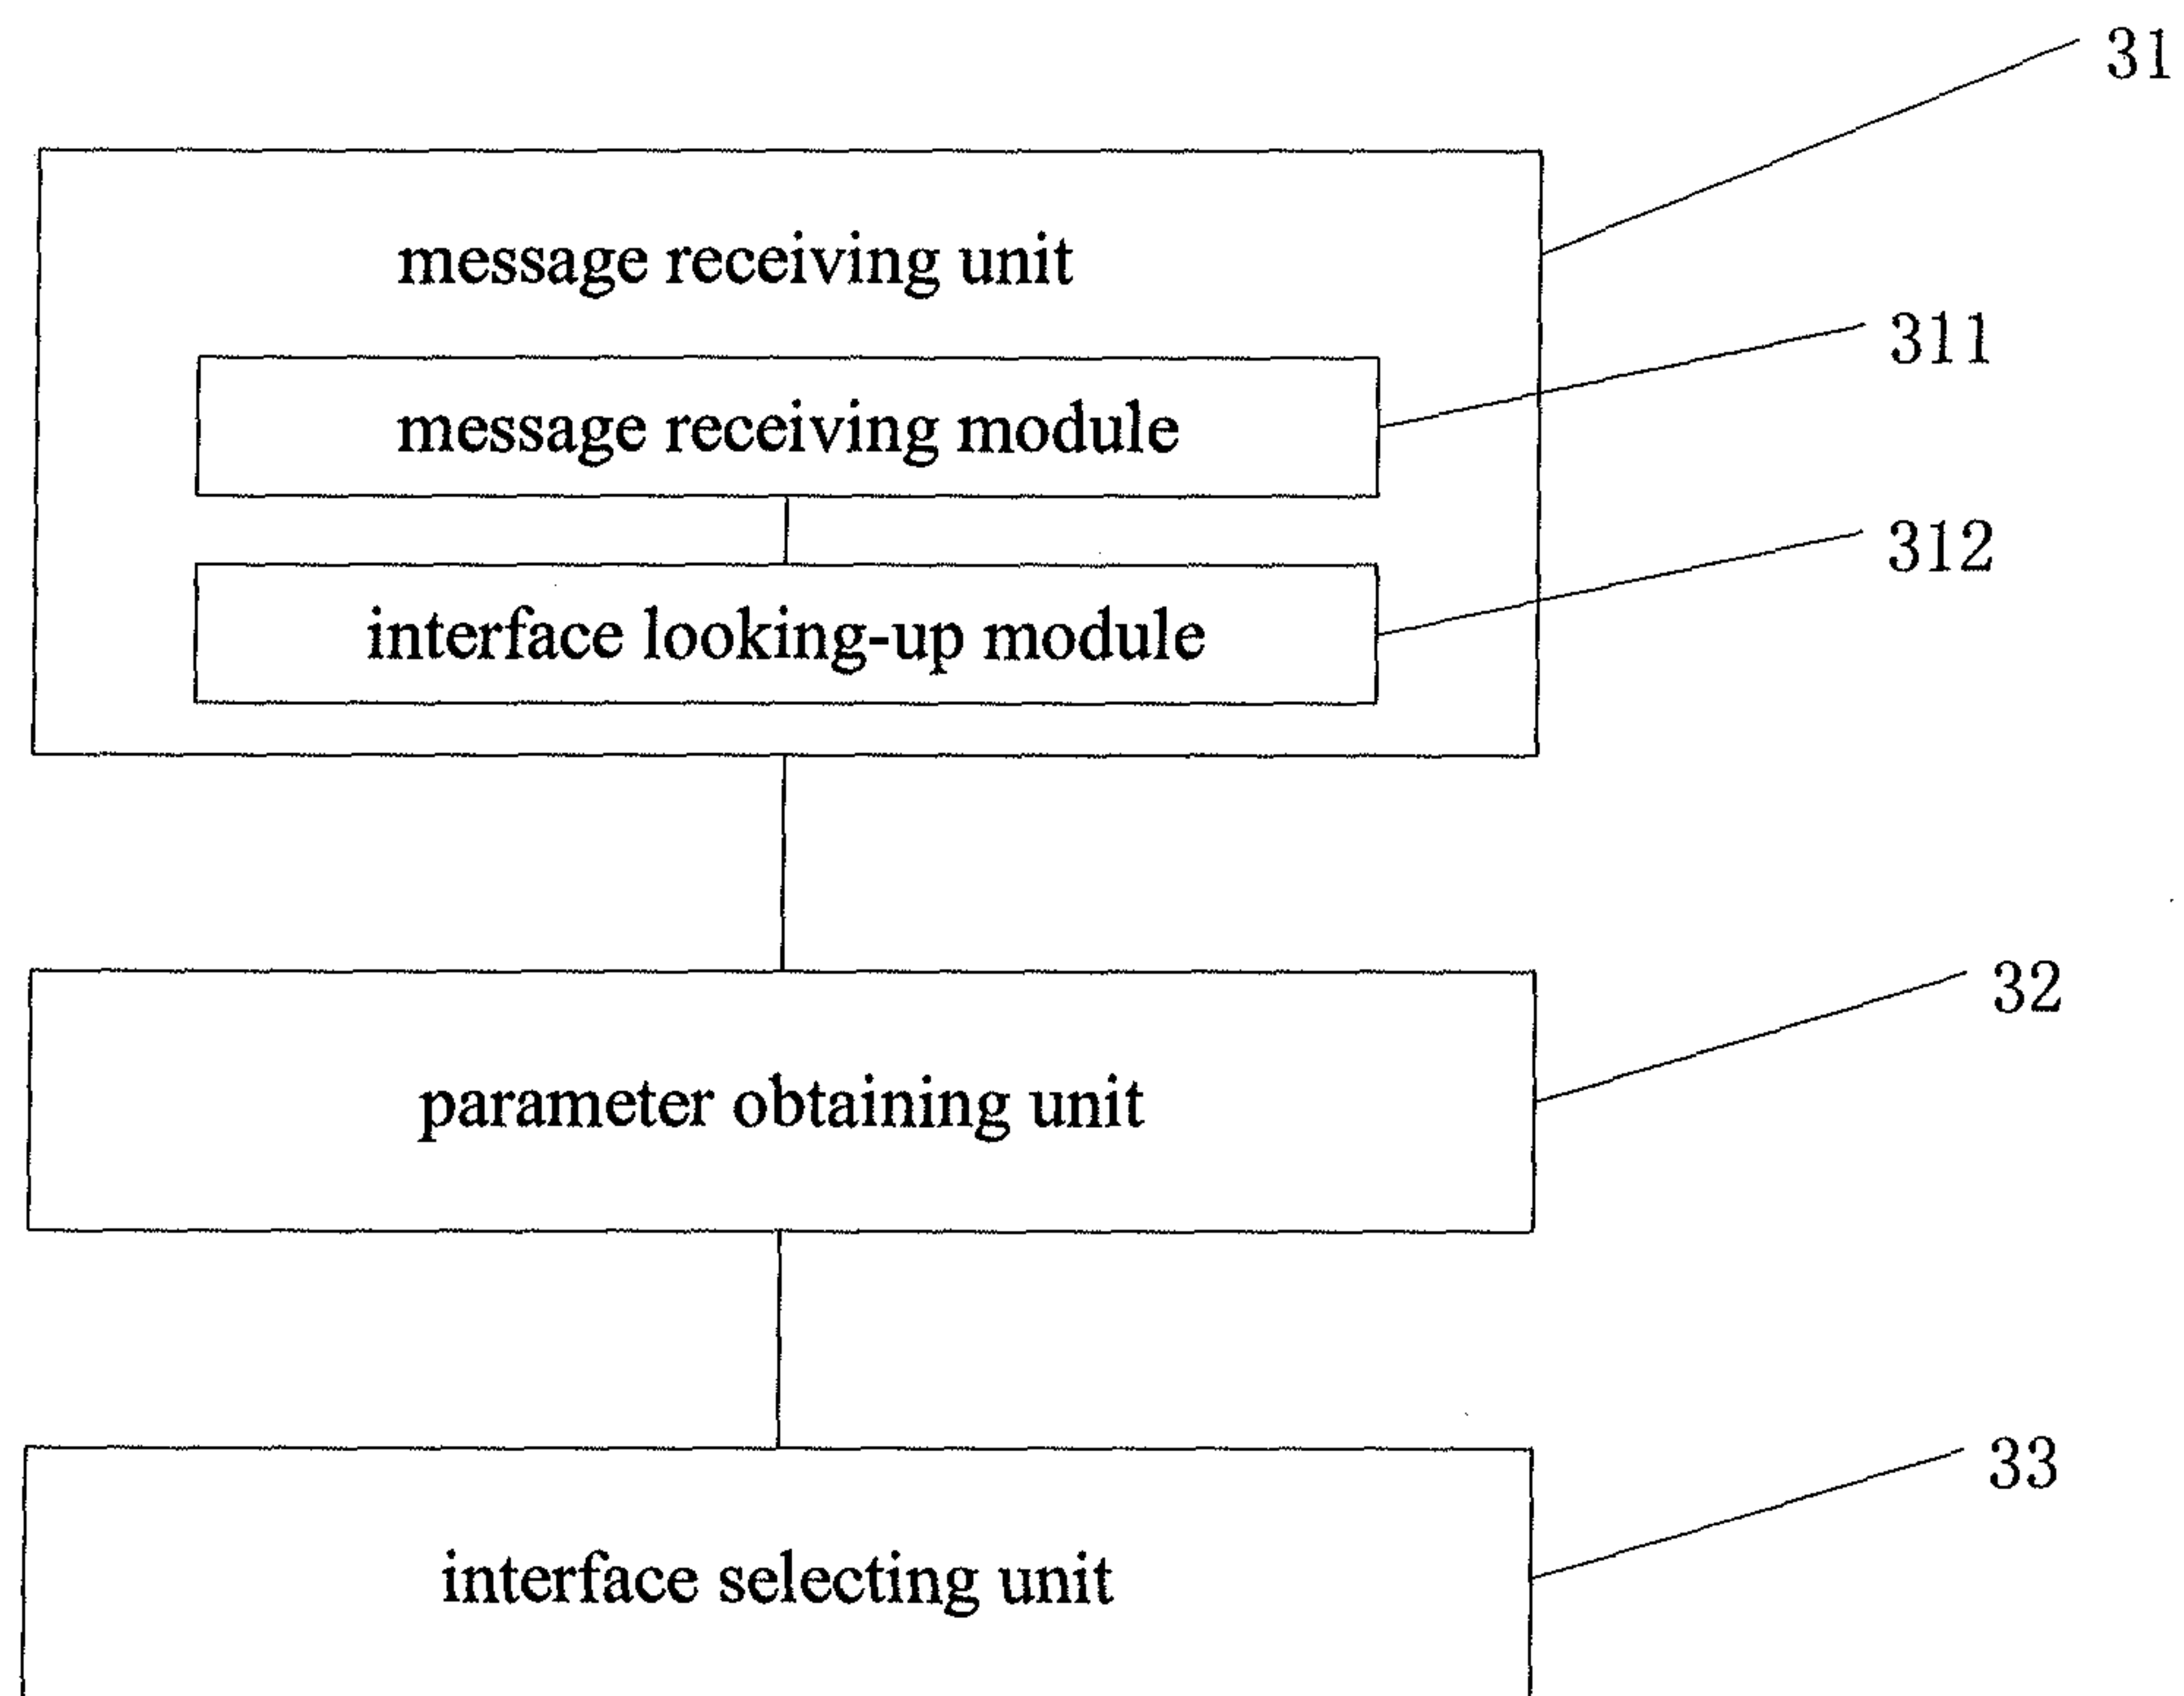 31
message receiving unit
311
message receiving module
312
interface looking-up module
32
parameter obtaining unit
33
interface selecting unit